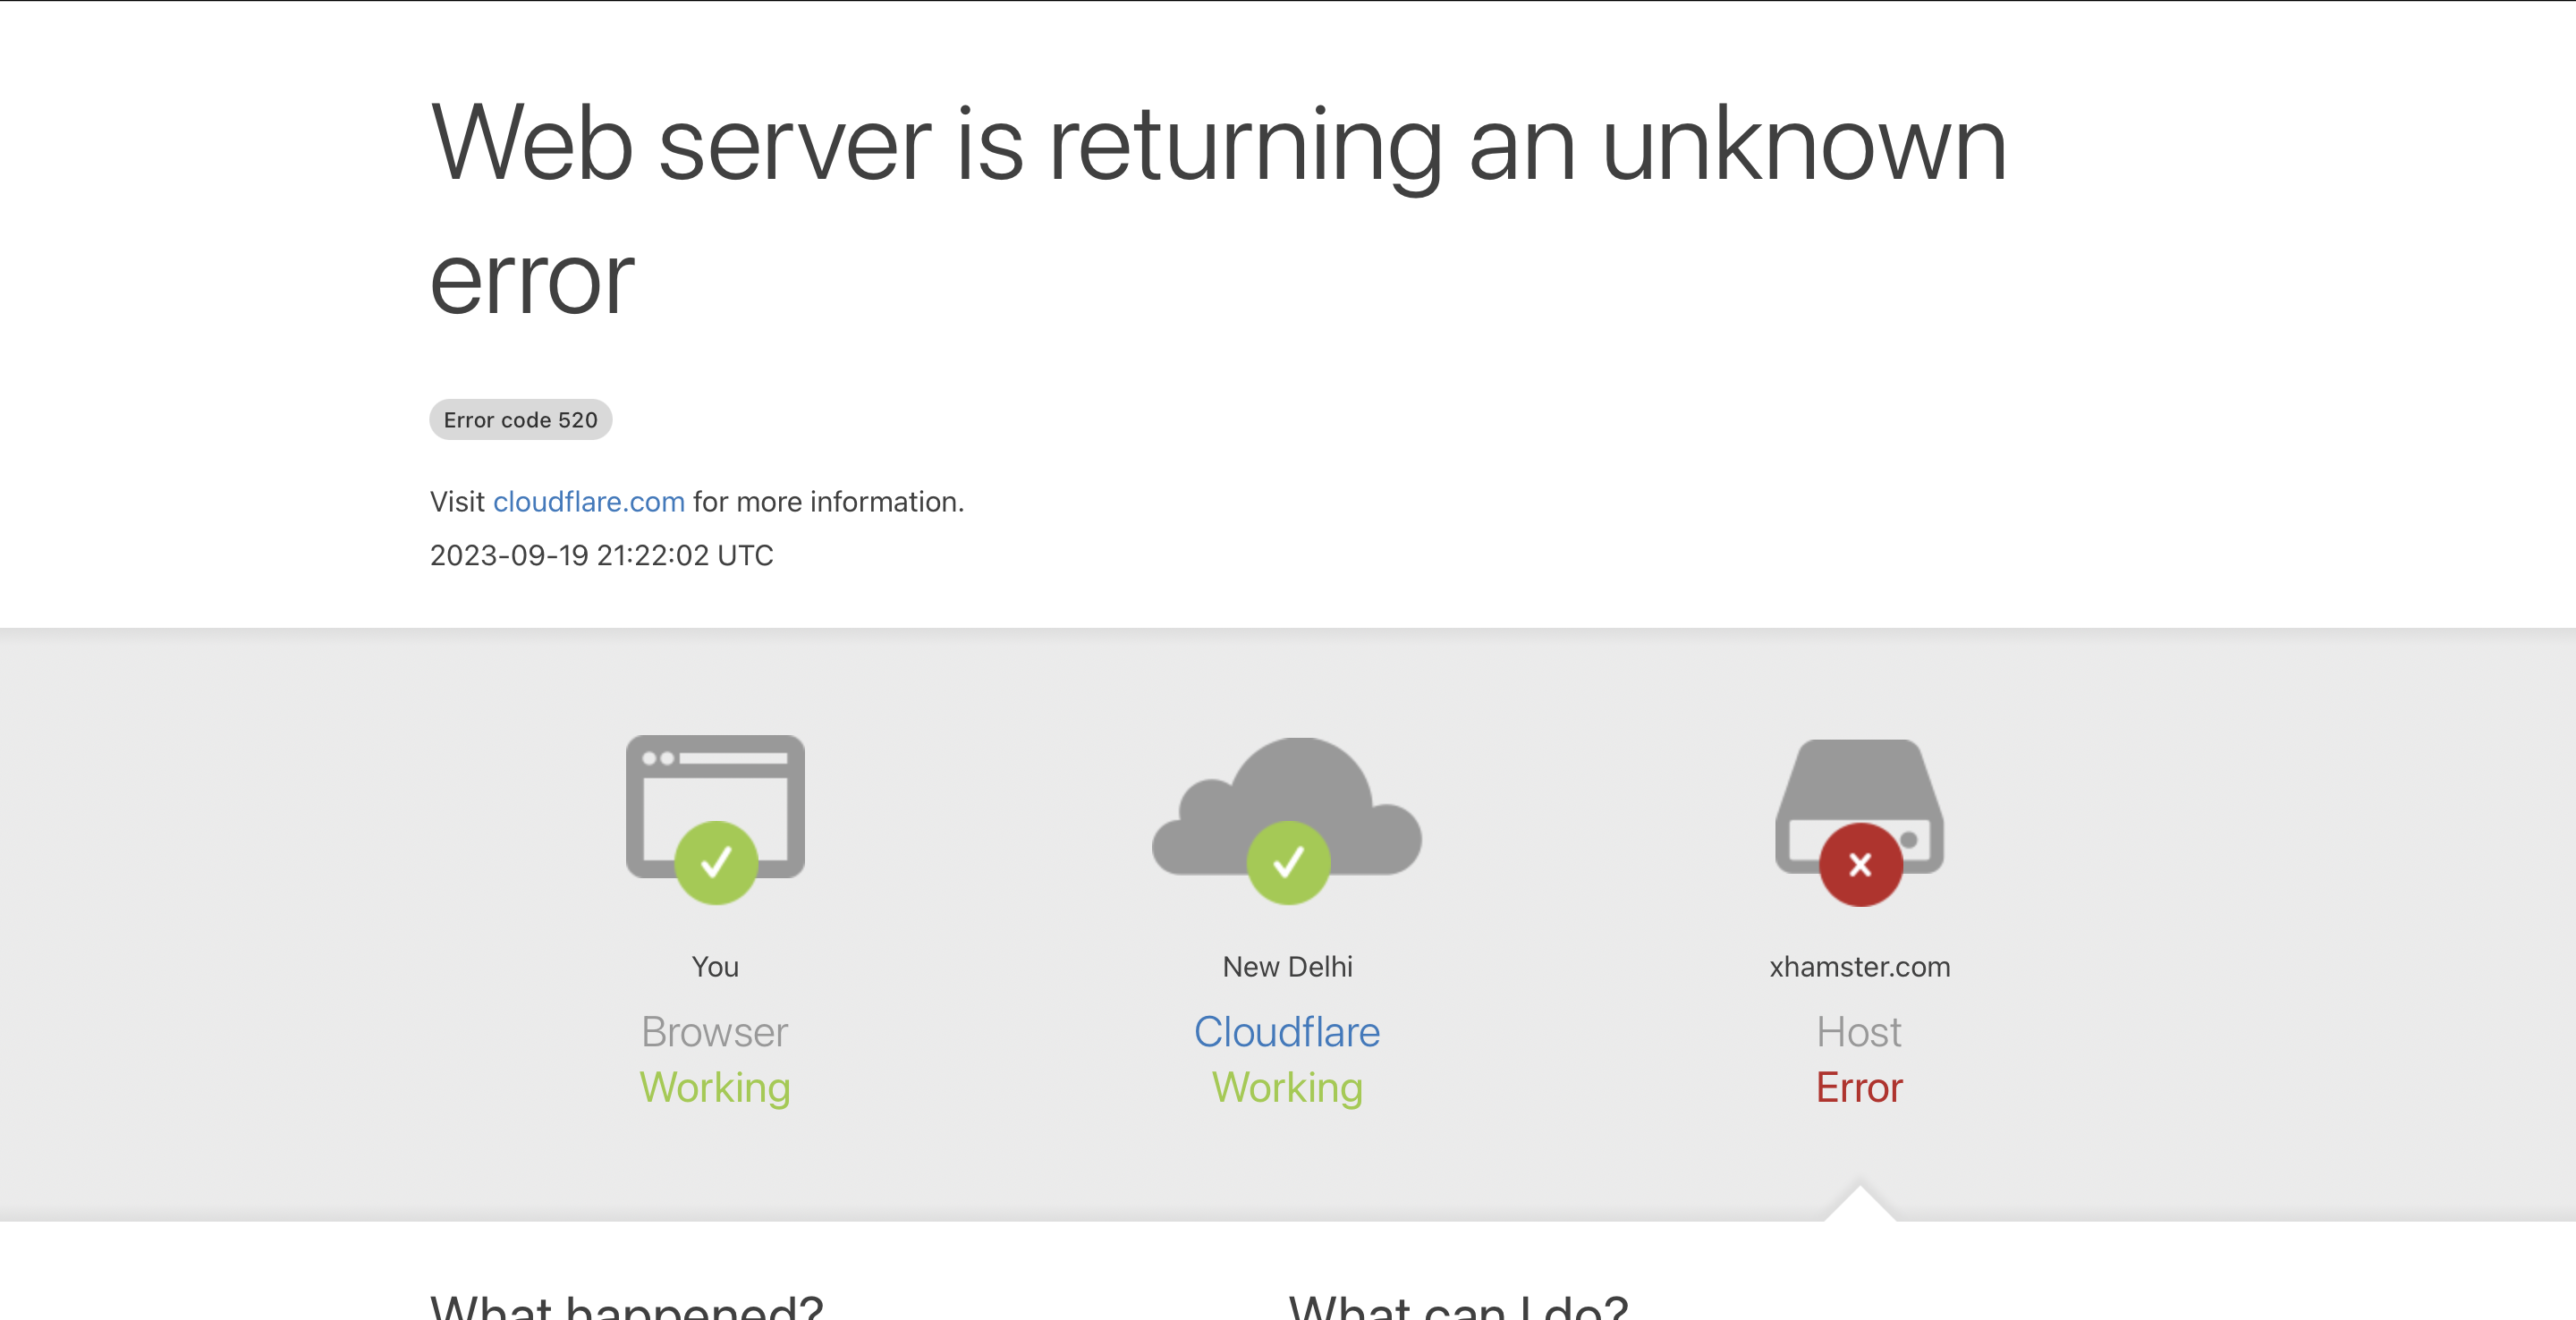 Web server is returning an unknown
error
Error code 520
Visit cloudflare.com for more information.
2023-09-19 21:22:02 UTC
You
Browser
Working
New Delhi
Cloudflare
Working
xhamster.com
Host
Error
What happened?
What can I do?